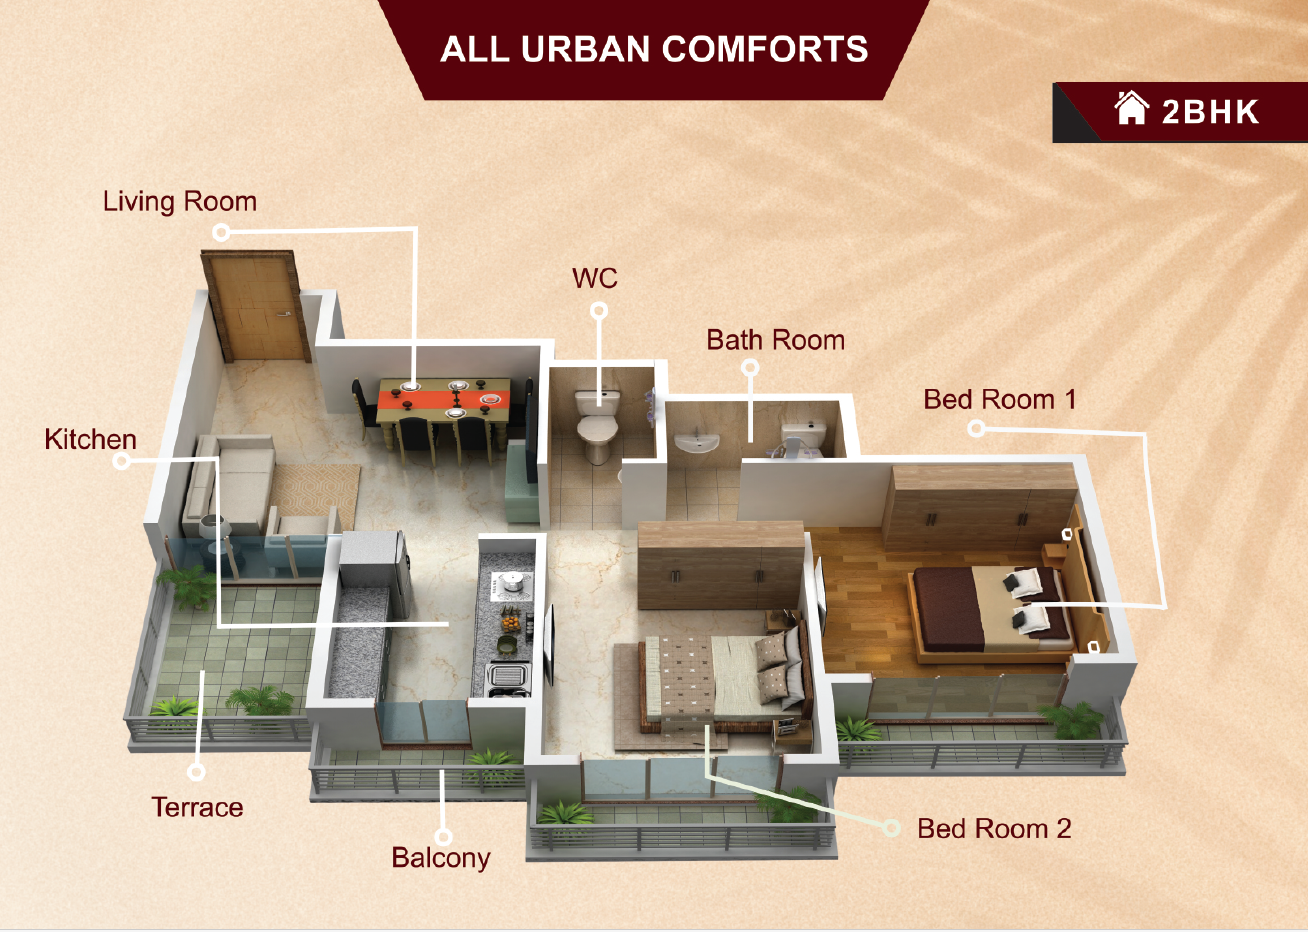 ALL URBAN COMFORTS
2BHK
Living Room
WC
Bath Room
Bed Room 1
Kitchen
Terrace
Balcony
Bed Room 2